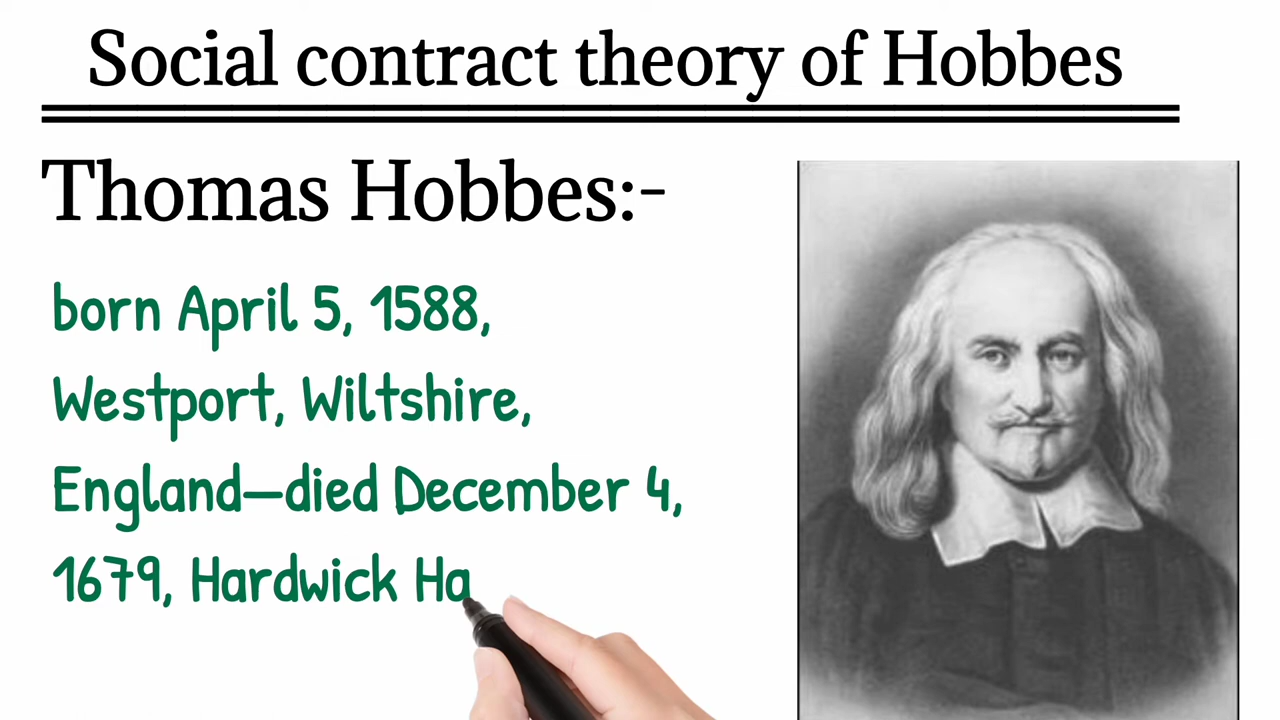 Social contract theory of Hobbes
Thomas Hobbes:-
born April 5, 1588,
Westport, Wiltshire,
England—died December 4,
1679, Hardwick Ha